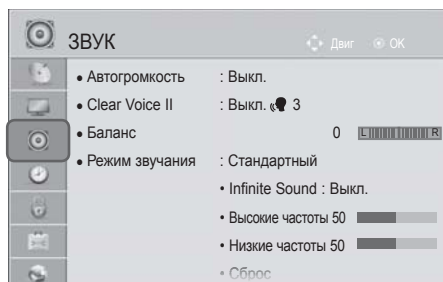 ЗВУК Двиг OK
• Автогромкость : Выкл.
• Clear Voice II : Выкл. 3
• Баланс 0 L R
• Режим звучания : Стандартный
• Infinite Sound : Выкл.
• Высокие частоты 50
• Низкие частоты 50
• Сброс